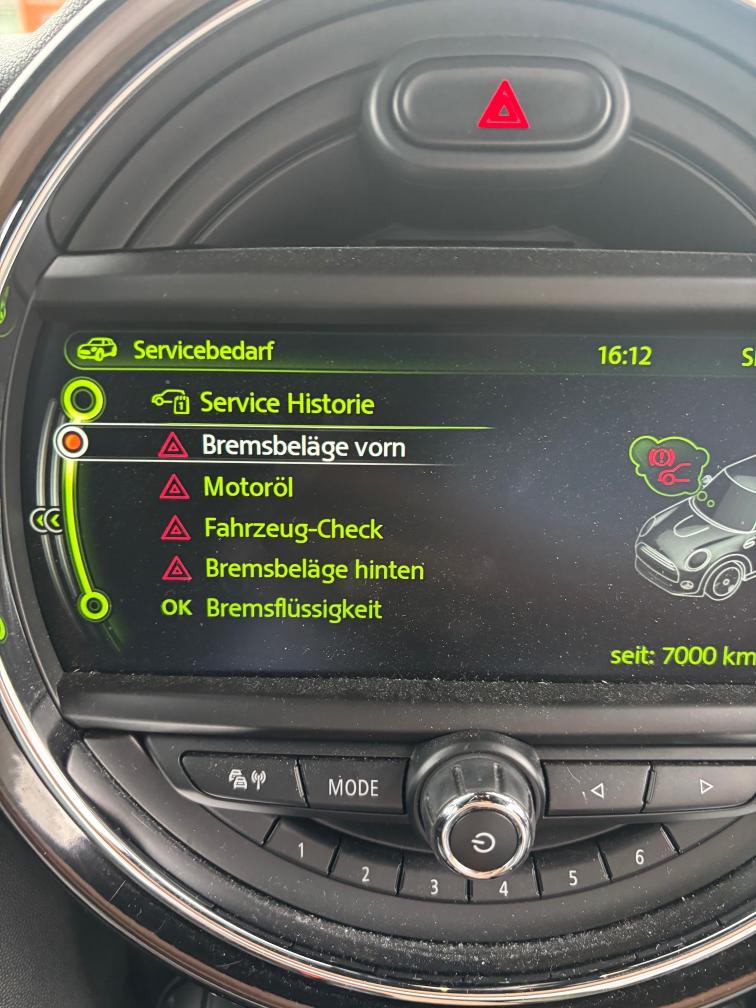 Servicebedarf 16:12
Service Historie
Bremsbeläge vorn
Motoröl
Fahrzeug-Check
Bremsbeläge hinten
OK Bremsflüssigkeit
seit: 7000 km
MODE
1 2 3 4 5 6